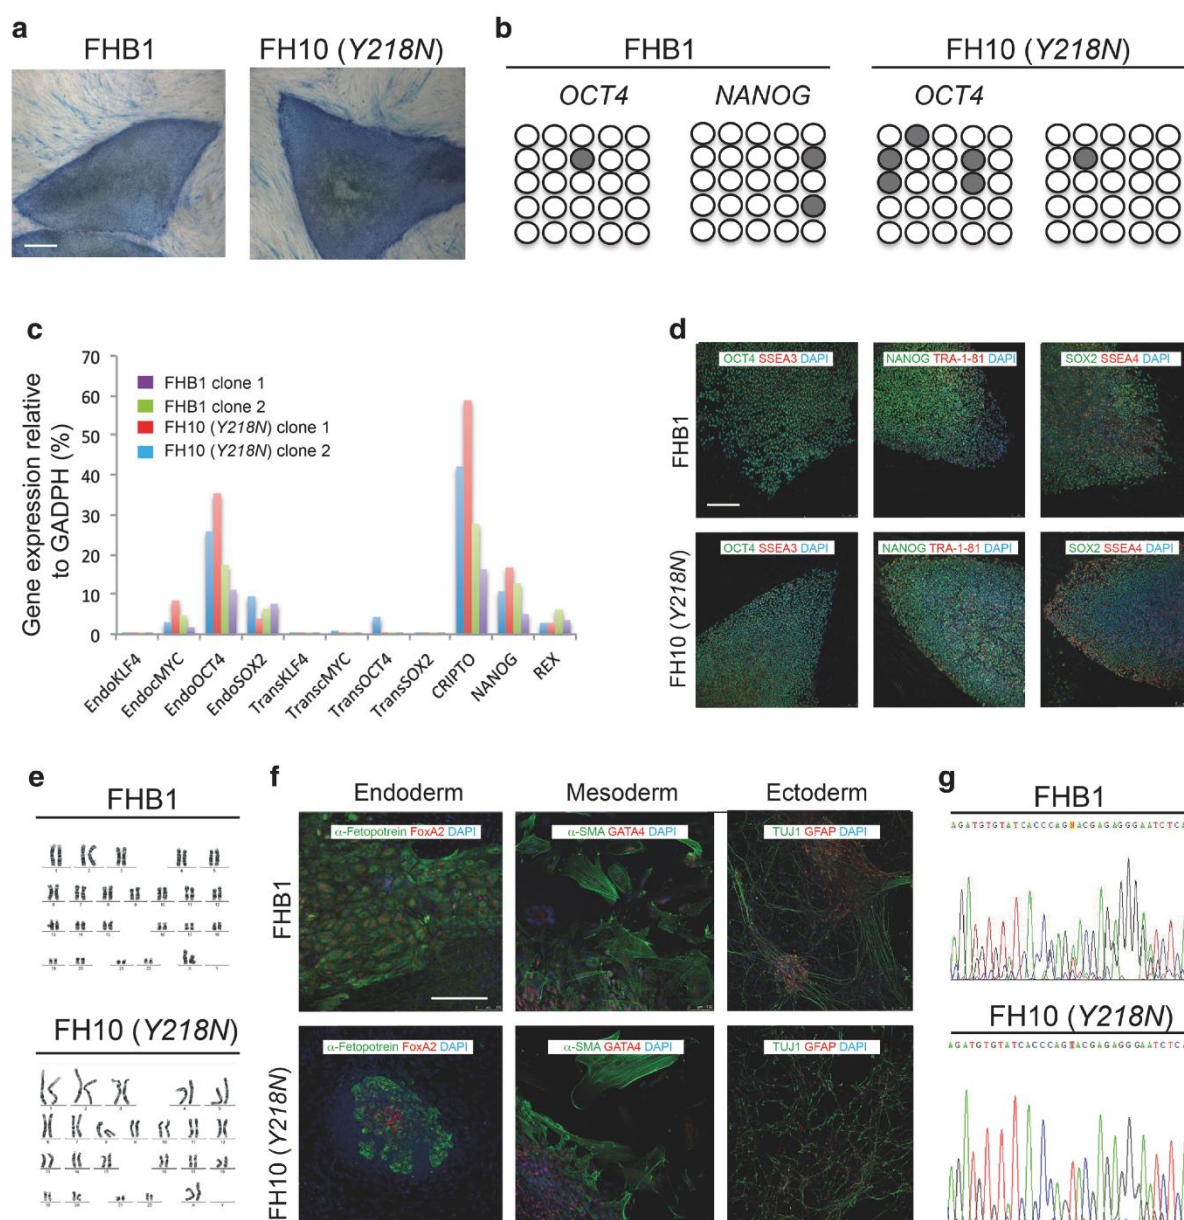 a
FHB1
FH10 (Y218N)
b
FHB1
FH10 (Y218N)
OCT4
NANOG
OCT4
c
Gene expression relative
to GADPH (%)
70
60
50
40
30
20
10
0
FHB1 clone 1
FHB1 clone 2
FH10 (Y218N) clone 1
FH10 (Y218N) clone 2
EndoKLF4
EndocMYC
EndoOCT4
EndoSOX2
TransKLF4
TranscMYC
TransOCT4
TransSOX2
CRIPTO
NANOG
REX
d
FHB1
OCT4 SSEA3 DAPI
NANOG TRA-1-81 DAPI
SOX2 SSEA4 DAPI
FH10 (Y218N)
OCT4 SSEA3 DAPI
NANOG TRA-1-81 DAPI
SOX2 SSEA4 DAPI
e
FHB1
FH10 (Y218N)
f
Endoderm
Mesoderm
Ectoderm
FHB1
α-Fetopotrein FoxA2 DAPI
α-SMA GATA4 DAPI
TUJ1 GFAP DAPI
FH10 (Y218N)
α-Fetopotrein FoxA2 DAPI
α-SMA GATA4 DAPI
TUJ1 GFAP DAPI
g
FHB1
AGATGTGTATCACCCAGNACGAGAGGGAATCTCA
FH10 (Y218N)
AGATGTGTATCACCCAGTACGAGAGGGAATCTCA